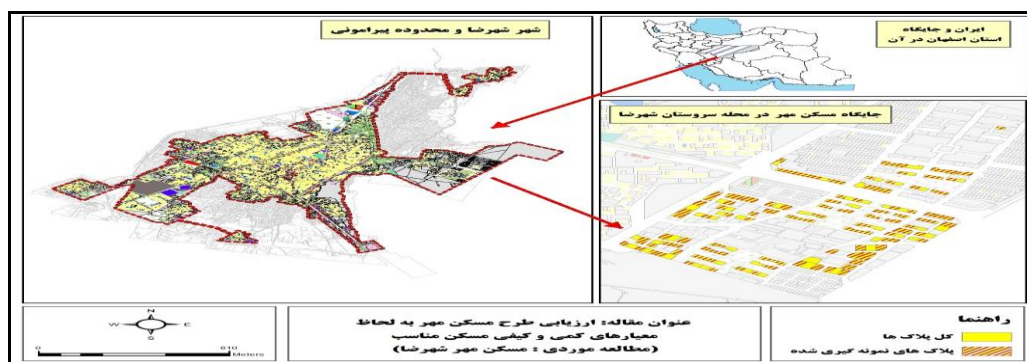 شهر شهرضا و محدوده پیرامونی
ایران و جایگاه
استان اصفهان در آن
جایگاه مسکن مهر در محله سروستان شهرضا
N
W
E
S
0
810
Meters
عنوان مقاله: ارزیابی طرح مسکن مهر به لحاظ
معیارهای کمی و کیفی مسکن مناسب
(مطالعه موردی : مسکن مهر شهرضا)
راهنما
کل پلاک ها
پلاک های نمونه گیری شده